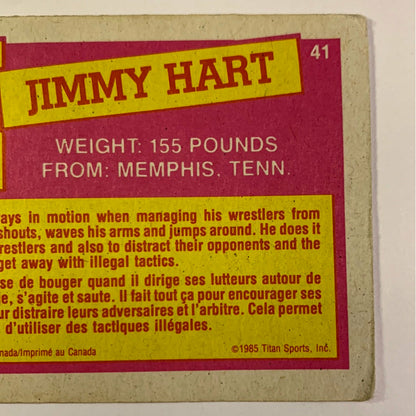 JIMMY HART
41
WEIGHT: 155 POUNDS
FROM: MEMPHIS, TENN.
ays in motion when managing his wrestlers from
shouts, waves his arms and jumps around. He does it
restlers and also to distract their opponents and the
get away with illegal tactics.
se de bouger quand il dirige ses lutteurs autour de
e, s'agite et saute. Il fait tout ça pour encourager ses
ur distraire leurs adversaires et l'arbitre. Cela permet
d'utiliser des tactiques illégales.
nada/Imprimé au Canada
©1985 Titan Sports, Inc.